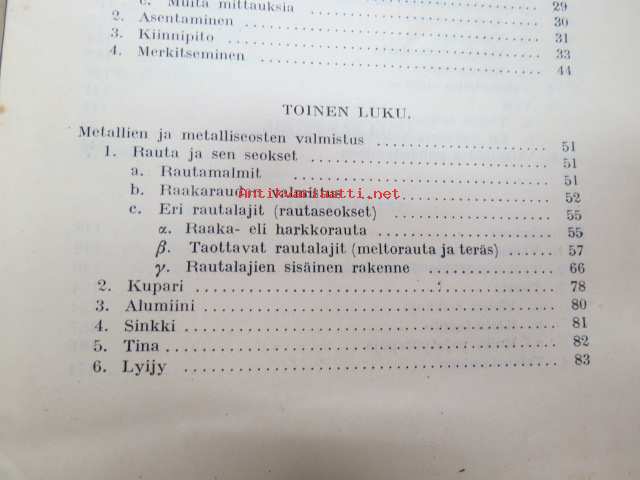 c. Muita mittauksia ..... 29
2. Asentaminen ..... 30
3. Kiinnipito ..... 31
4. Merkitseminen ..... 33
44
TOINEN LUKU.
Metallien ja metalliseosten valmistus ..... 51
1. Rauta ja sen seokset ..... 51
a. Rautamalmit ..... 51
b. Raakaraudan valmistus ..... 52
Antikvariaatti.net
c. Eri rautalajit (rautaseokset) ..... 55
α. Raaka- eli harkkorauta ..... 55
β. Taottavat rautalajit (meltorauta ja teräs) ..... 57
γ. Rautalajien sisäinen rakenne ..... 66
2. Kupari ..... 78
3. Alumiini ..... 80
4. Sinkki ..... 81
5. Tina ..... 82
6. Lyijy ..... 83